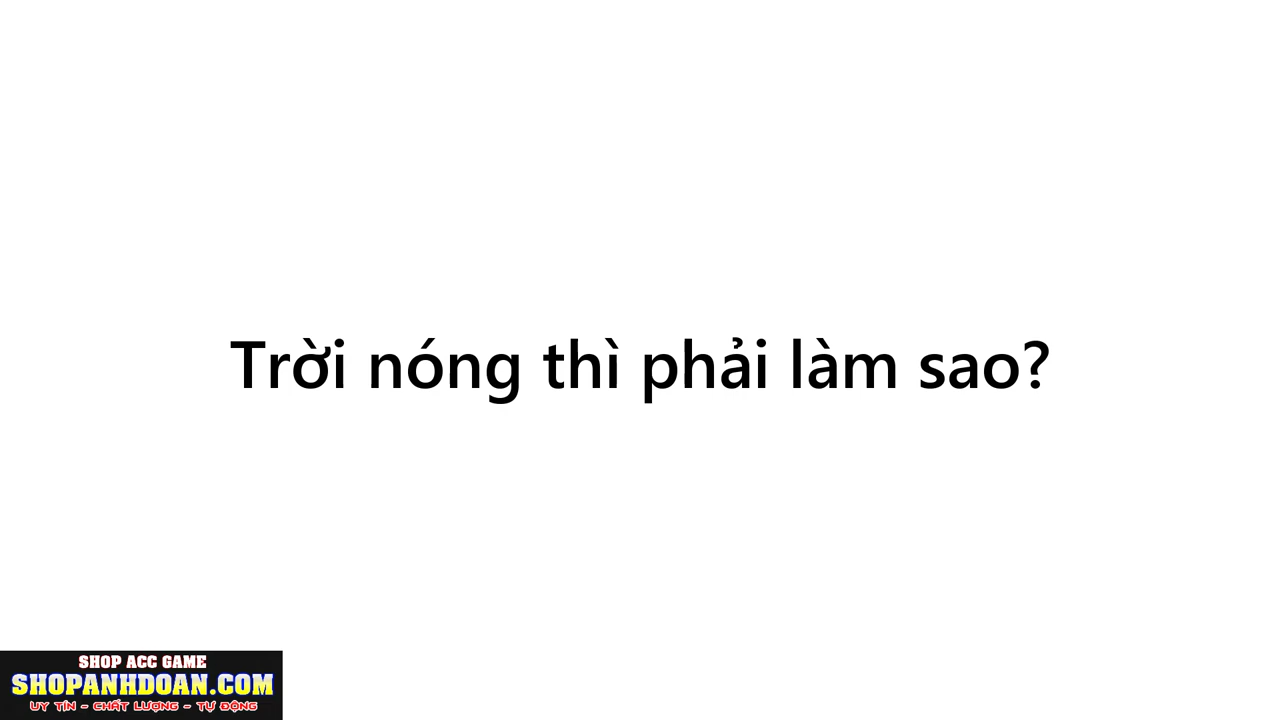 Trời nóng thì phải làm sao?
SHOP ACC GAME
SHOPANHDOAN.COM
UY TÍN - CHẤT LƯỢNG - TỰ ĐỘNG